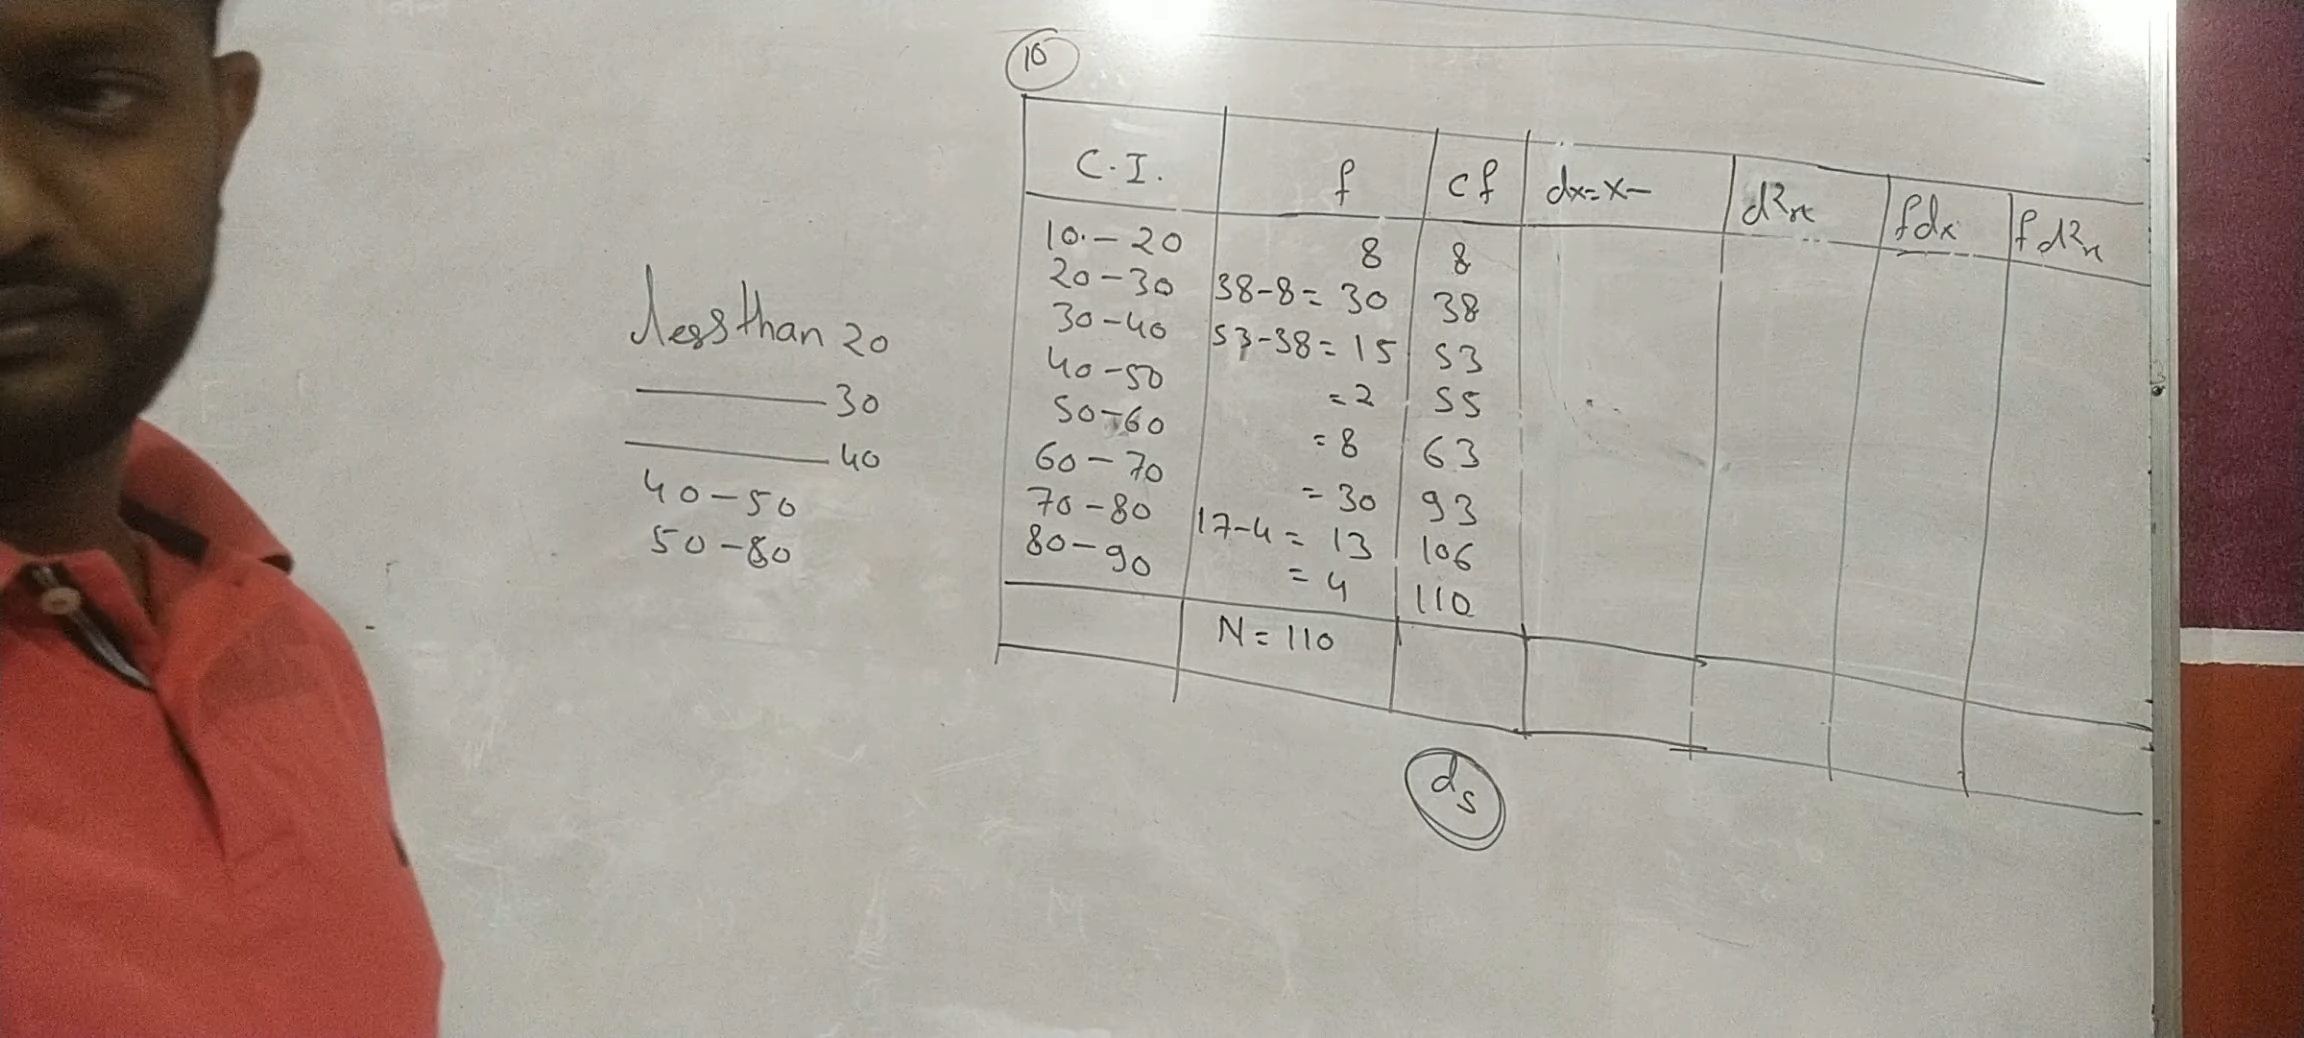 less than 20
30
40
40-50
50-80
10
C.I. f cf dx=x- d²x fdx fd²x
10-20 8 8
20-30 38-8= 30 38
30-40 53-38= 15 53
40-50 =2 55
50-60 =8 63
60-70 =30 93
70-80 17-4= 13 106
80-90 =4 110
N=110
ds